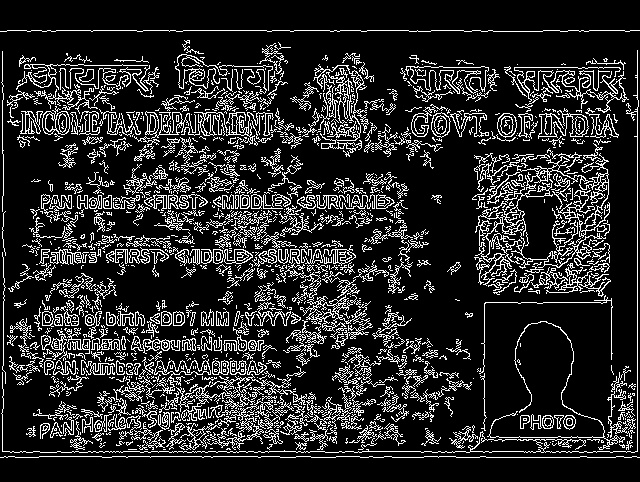 आयकर विभाग भारत सरकार
INCOME TAX DEPARTMENT GOVT. OF INDIA
PAN Holders' <FIRST> <MIDDLE> <SURNAME>
Fathers' <FIRST> <MIDDLE> <SURNAME>
Date of birth <DD / MM / YYYY>
Permanent Account Number
PAN Number
PAN Holders Signature
PHOTO